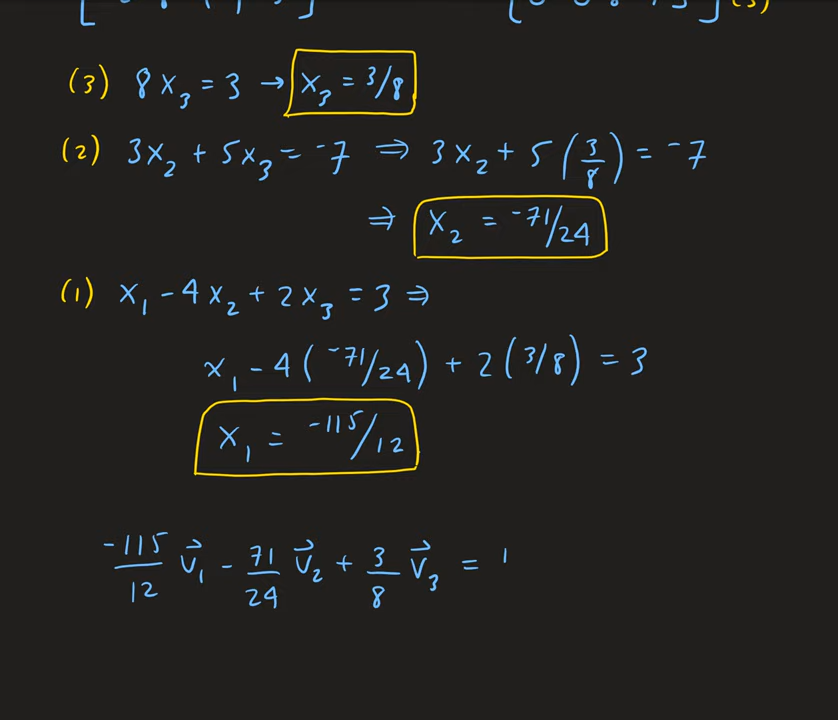 (3) 8x₃ = 3 → x₃ = 3/8
(2) 3x₂ + 5x₃ = -7 ⇒ 3x₂ + 5(3/8) = -7
⇒ x₂ = -71/24
(1) x₁ - 4x₂ + 2x₃ = 3 ⇒
x₁ - 4(-71/24) + 2(3/8) = 3
x₁ = -115/12
-115/12 v⃗₁ - 71/24 v⃗₂ + 3/8 v⃗₃ =